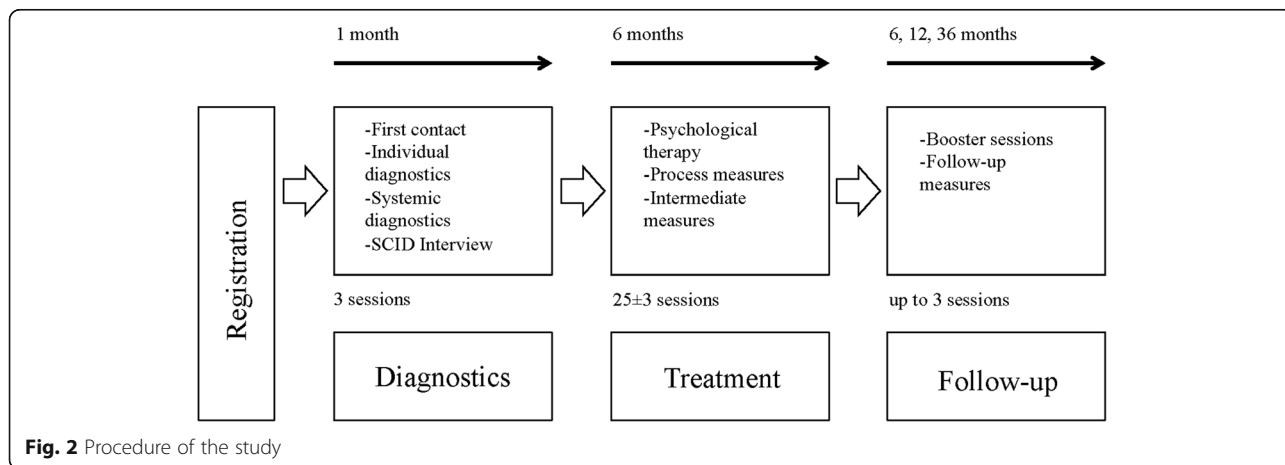 1 month
6 months
6, 12, 36 months
Registration
-First contact
-Individual
diagnostics
-Systemic
diagnostics
-SCID Interview
-Psychological
therapy
-Process measures
-Intermediate
measures
-Booster sessions
-Follow-up
measures
3 sessions
25±3 sessions
up to 3 sessions
Diagnostics
Treatment
Follow-up
Fig. 2 Procedure of the study